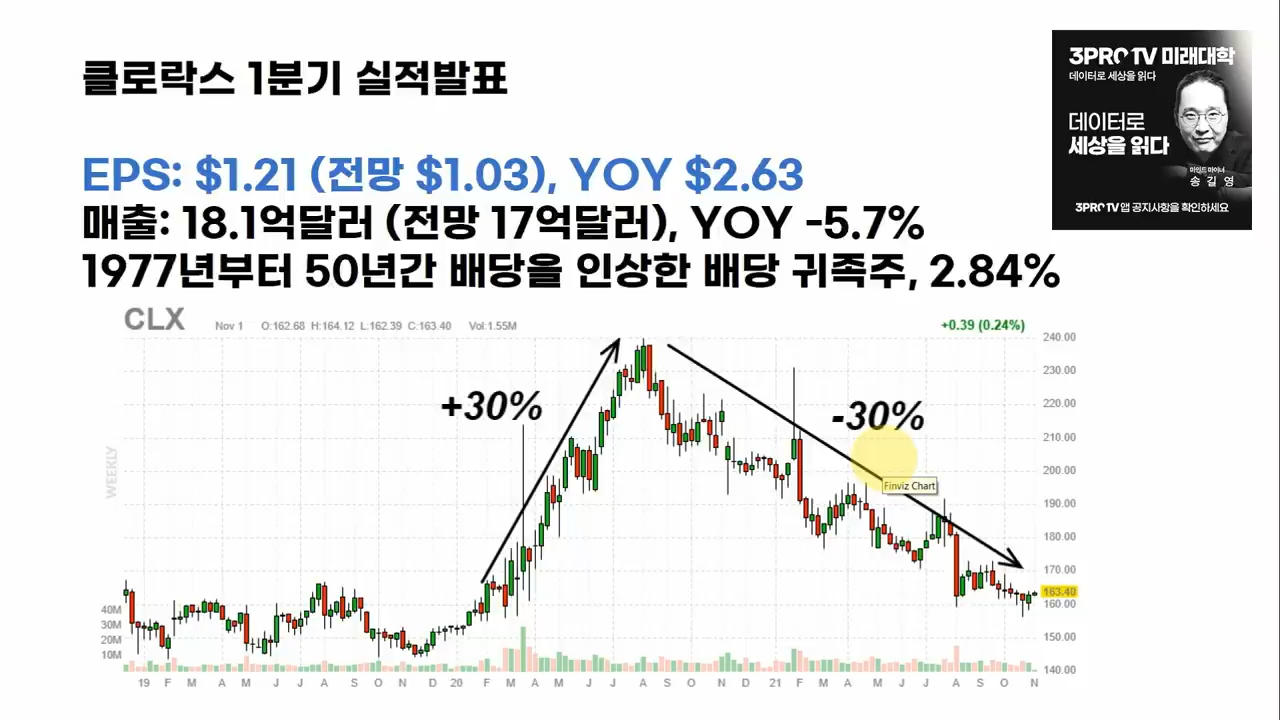 클로락스 1분기 실적발표
EPS: $1.21 (전망 $1.03), YOY $2.63
매출: 18.1억달러 (전망 17억달러), YOY -5.7%
1977년부터 50년간 배당을 인상한 배당 귀족주, 2.84%
3PRO TV 미래대학
데이터로 세상을 읽다
데이터로
세상을 읽다
마인드 마이너
송길영
3PRO TV 앱 공지사항을 확인하세요
CLX Nov 1 O:162.68 H:164.12 L:162.39 C:163.40 Vol:1.55M +0.39 (0.24%)
+30%
-30%
Finviz Chart
WEEKLY
240.00
230.00
220.00
210.00
200.00
190.00
180.00
170.00
163.40
160.00
150.00
140.00
40M
30M
20M
10M
19 F M A M J J A S O N D 20 F M A M J J A S O N D 21 F M A M J J A S O N